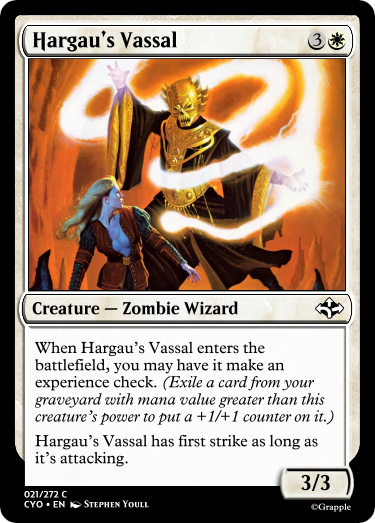 Hargau's Vassal 3
Creature — Zombie Wizard
When Hargau's Vassal enters the
battlefield, you may have it make an
experience check. (Exile a card from your
graveyard with mana value greater than this
creature's power to put a +1/+1 counter on it.)
Hargau's Vassal has first strike as long as
it's attacking.
3/3
021/272 C
CYO • EN Stephen Youll
©Grapple